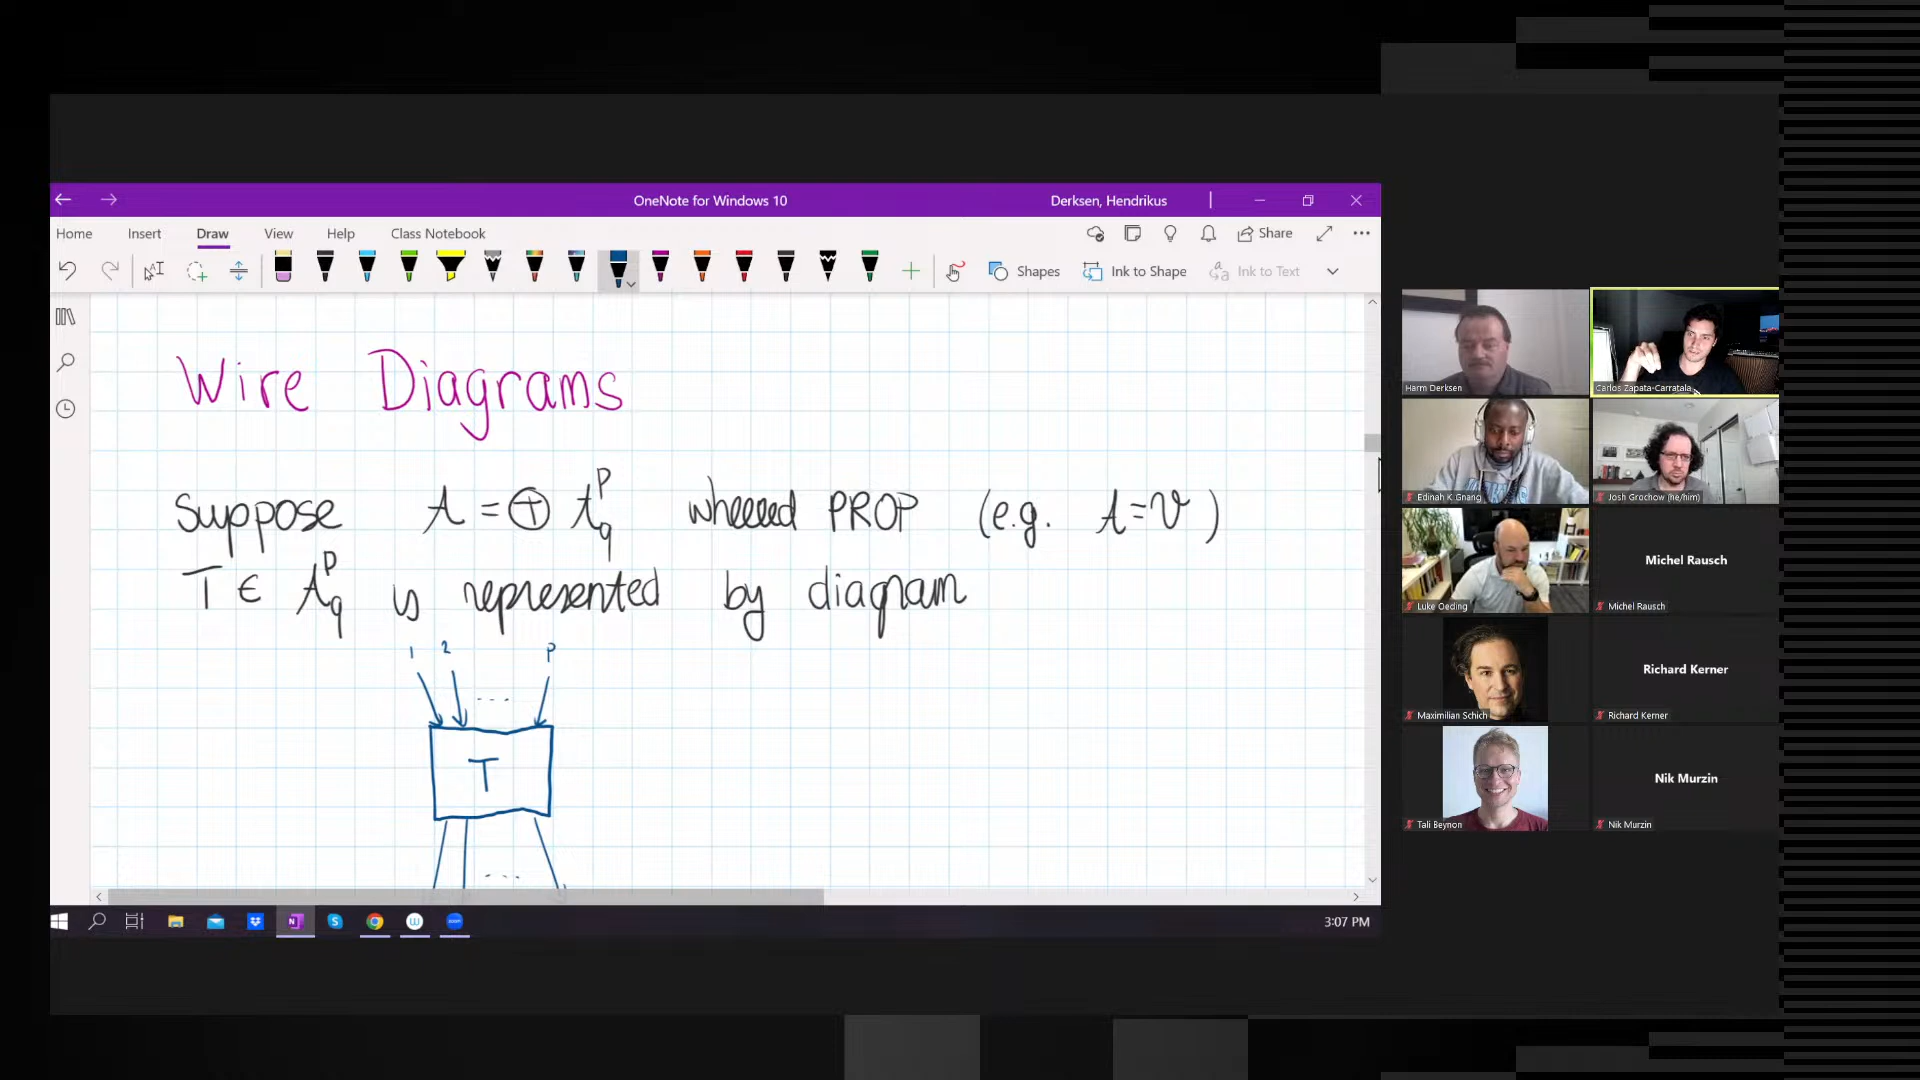 OneNote for Windows 10
Derksen, Hendrikus
Home Insert Draw View Help Class Notebook
Share
Shapes Ink to Shape Ink to Text
Wire Diagrams
Suppose A = ⊕ A^p_q wheeled PROP (e.g. A = V)
T ∈ A^p_q is represented by diagram
1 2 ... p
T
...
3:07 PM
Harm Derksen
Carlos Zapata-Carratala
Edinah K Gnang
Josh Grochow (he/him)
Luke Oeding
Michel Rausch
Michel Rausch
Maximilian Schich
Richard Kerner
Richard Kerner
Tali Beynon
Nik Murzin
Nik Murzin